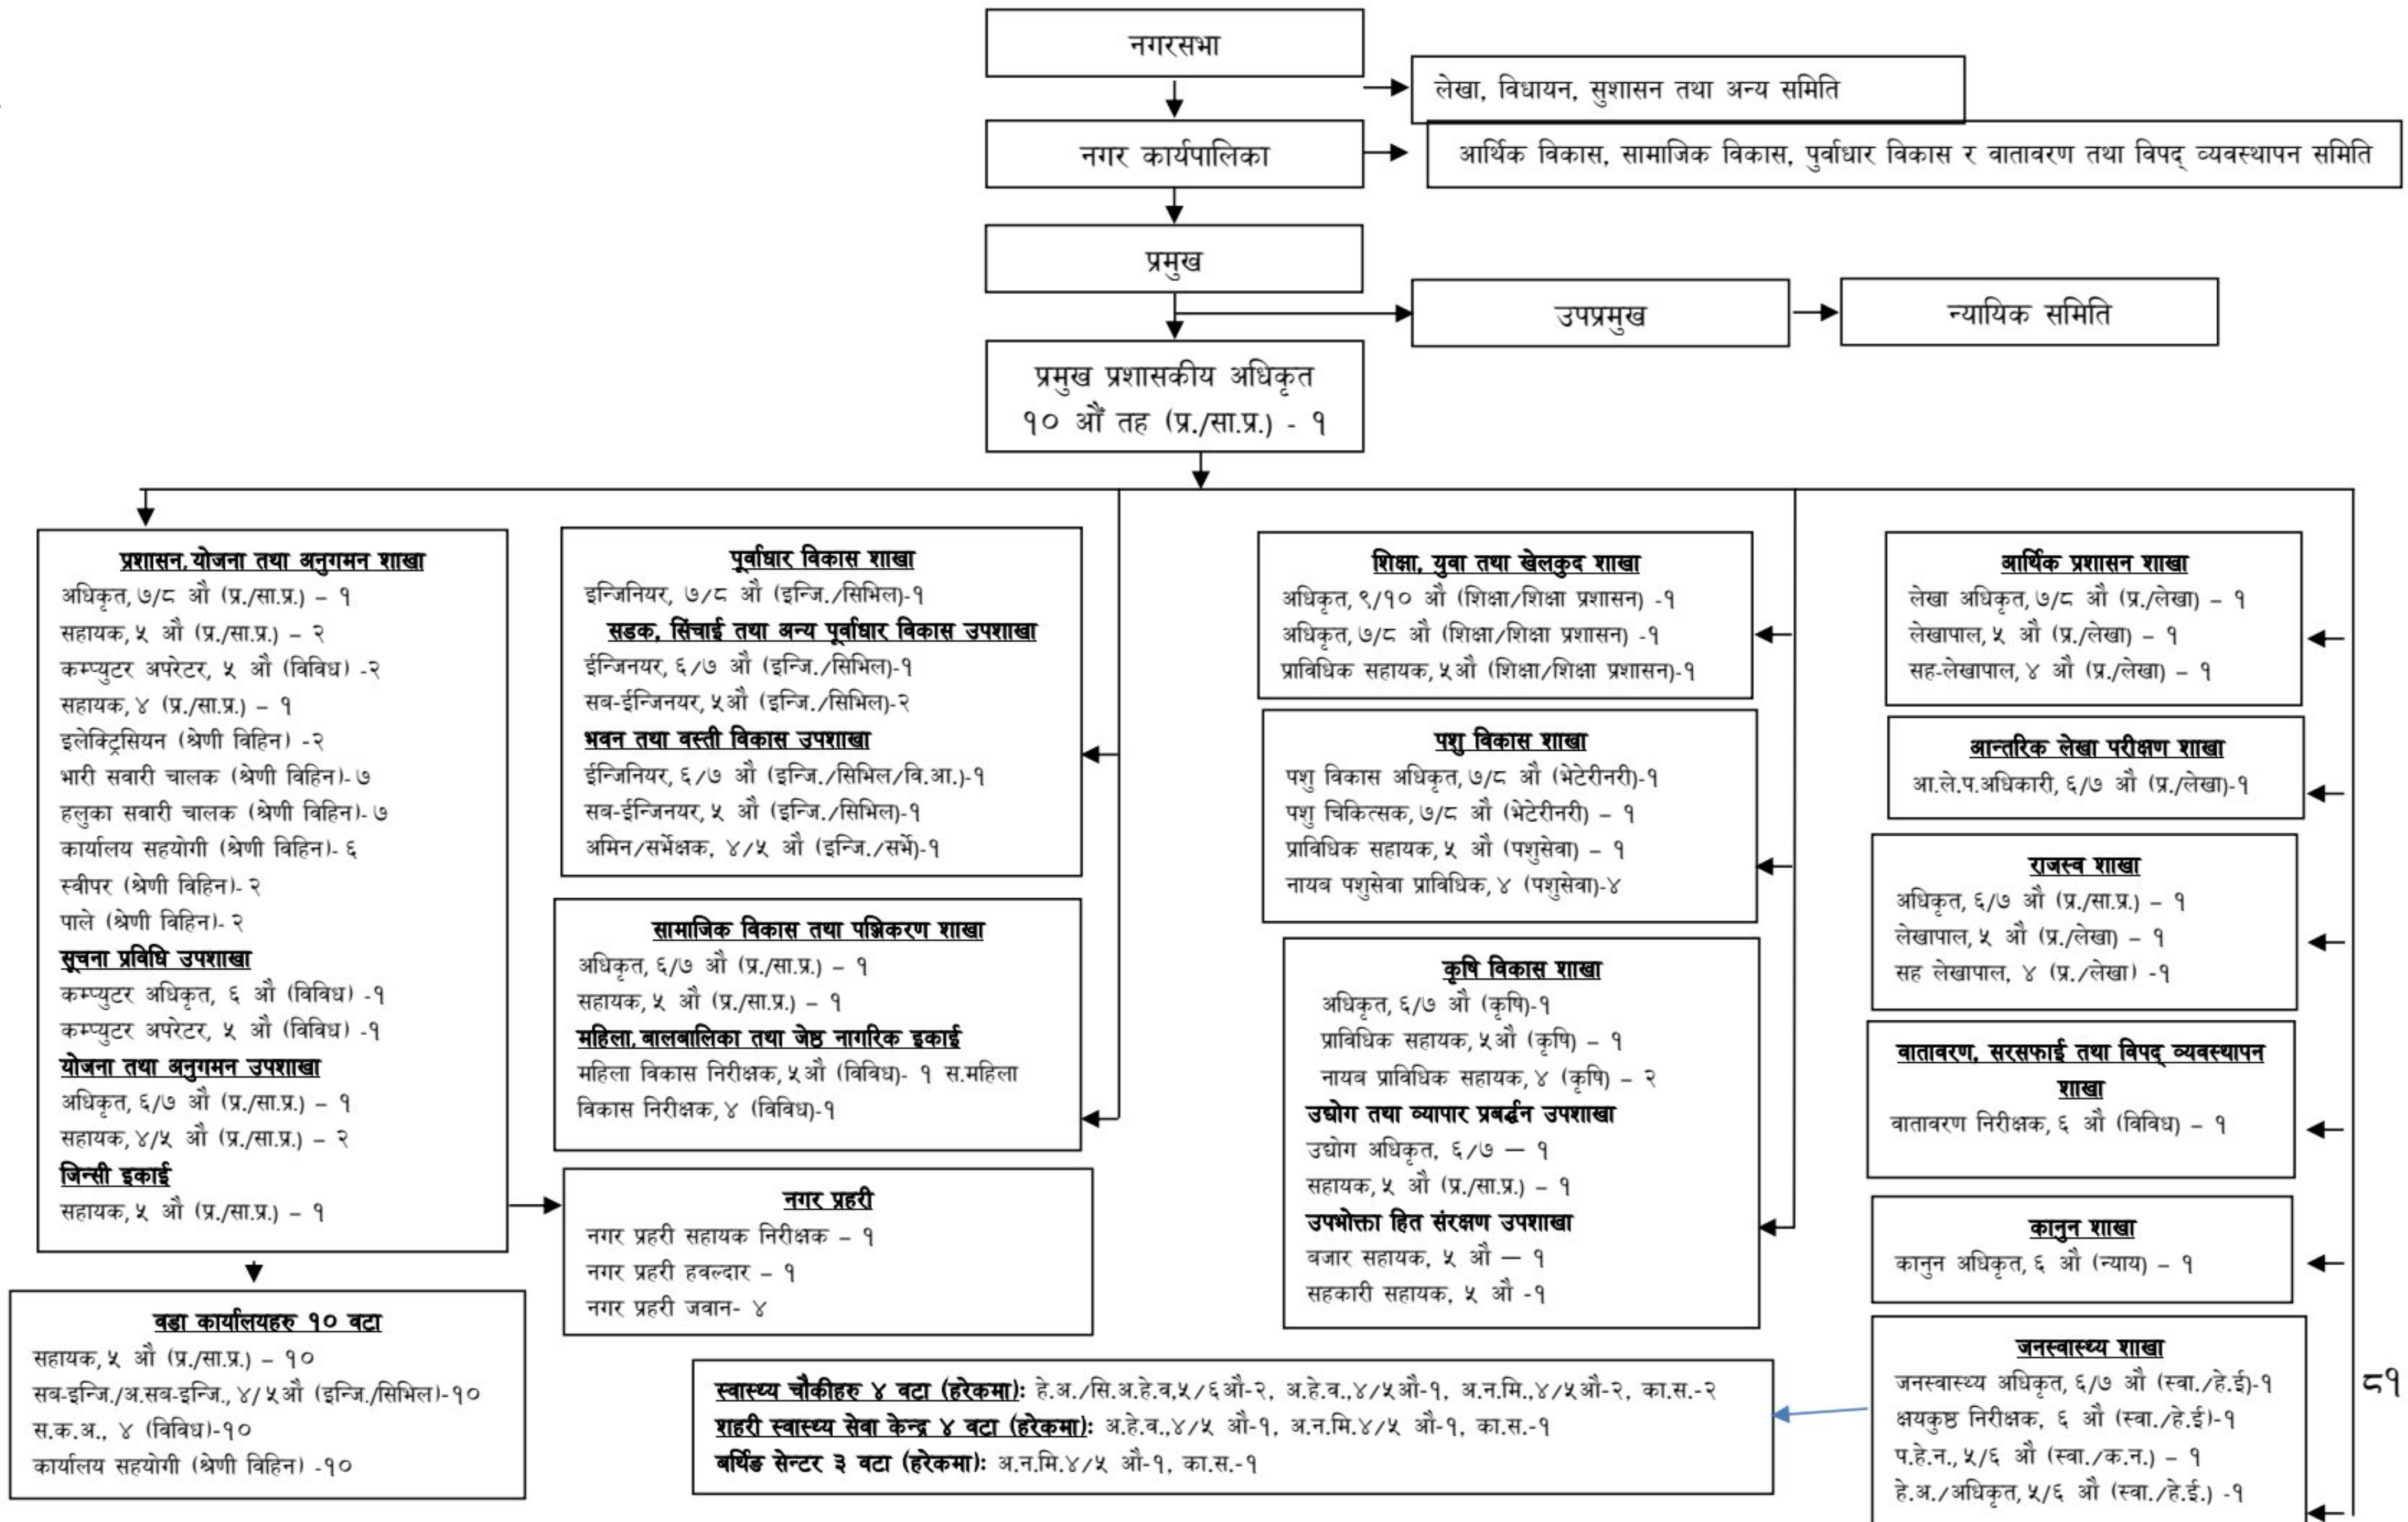 नगरसभा
लेखा, विधायन, सुशासन तथा अन्य समिति
नगर कार्यपालिका
आर्थिक विकास, सामाजिक विकास, पुर्वाधार विकास र वातावरण तथा विपद् व्यवस्थापन समिति
प्रमुख
उपप्रमुख
न्यायिक समिति
प्रमुख प्रशासकीय अधिकृत
१० औँ तह (प्र./सा.प्र.) - १
प्रशासन, योजना तथा अनुगमन शाखा
अधिकृत, ७/८ औ (प्र./सा.प्र.) – १
सहायक, ५ औ (प्र./सा.प्र.) – २
कम्प्युटर अपरेटर, ५ औ (विविध) -२
सहायक, ४ (प्र./सा.प्र.) – १
इलेक्ट्रिसियन (श्रेणी विहिन) -२
भारी सवारी चालक (श्रेणी विहिन)- ७
हलुका सवारी चालक (श्रेणी विहिन)- ७
कार्यालय सहयोगी (श्रेणी विहिन)- ६
स्वीपर (श्रेणी विहिन)- २
पाले (श्रेणी विहिन)- २
सूचना प्रविधि उपशाखा
कम्प्युटर अधिकृत, ६ औ (विविध) -१
कम्प्युटर अपरेटर, ५ औ (विविध) -१
योजना तथा अनुगमन उपशाखा
अधिकृत, ६/७ औ (प्र./सा.प्र.) – १
सहायक, ४/५ औ (प्र./सा.प्र.) – २
जिन्सी इकाई
सहायक, ५ औ (प्र./सा.प्र.) – १
वडा कार्यालयहरु १० वटा
सहायक, ५ औ (प्र./सा.प्र.) – १०
सब-इन्जि./अ.सब-इन्जि., ४/ ५औ (इन्जि./सिभिल)-१०
स.क.अ., ४ (विविध)-१०
कार्यालय सहयोगी (श्रेणी विहिन) -१०
पूर्वाधार विकास शाखा
इन्जिनियर, ७/८ औ (इन्जि./सिभिल)-१
सडक, सिंचाई तथा अन्य पूर्वाधार विकास उपशाखा
ईन्जिनयर, ६/७ औ (इन्जि./सिभिल)-१
सब-ईन्जिनयर, ५औ (इन्जि./सिभिल)-२
भवन तथा वस्ती विकास उपशाखा
ईन्जिनियर, ६/७ औ (इन्जि./सिभिल/वि.आ.)-१
सब-ईन्जिनयर, ५ औ (इन्जि./सिभिल)-१
अमिन/सर्भेक्षक, ४/५ औ (इन्जि./सर्भे)-१
सामाजिक विकास तथा पञ्जिकरण शाखा
अधिकृत, ६/७ औ (प्र./सा.प्र.) – १
सहायक, ५ औ (प्र./सा.प्र.) – १
महिला, बालबालिका तथा जेष्ठ नागरिक इकाई
महिला विकास निरीक्षक, ५औ (विविध)- १ स.महिला
विकास निरीक्षक, ४ (विविध)-१
नगर प्रहरी
नगर प्रहरी सहायक निरीक्षक – १
नगर प्रहरी हवल्दार – १
नगर प्रहरी जवान- ४
शिक्षा, युवा तथा खेलकुद शाखा
अधिकृत, ९/१० औ (शिक्षा/शिक्षा प्रशासन) -१
अधिकृत, ७/८ औ (शिक्षा/शिक्षा प्रशासन) -१
प्राविधिक सहायक, ५औ (शिक्षा/शिक्षा प्रशासन)-१
पशु विकास शाखा
पशु विकास अधिकृत, ७/८ औ (भेटेरीनरी)-१
पशु चिकित्सक, ७/८ औ (भेटेरीनरी) – १
प्राविधिक सहायक, ५ औ (पशुसेवा) – १
नायब पशुसेवा प्राविधिक, ४ (पशुसेवा)-४
कृषि विकास शाखा
अधिकृत, ६/७ औ (कृषि)-१
प्राविधिक सहायक, ५औ (कृषि) – १
नायब प्राविधिक सहायक, ४ (कृषि) – २
उद्योग तथा व्यापार प्रबर्द्धन उपशाखा
उद्योग अधिकृत, ६/७ — १
सहायक, ५ औ (प्र./सा.प्र.) – १
उपभोक्ता हित संरक्षण उपशाखा
बजार सहायक, ५ औ — १
सहकारी सहायक, ५ औ -१
आर्थिक प्रशासन शाखा
लेखा अधिकृत, ७/८ औ (प्र./लेखा) – १
लेखापाल, ५ औ (प्र./लेखा) – १
सह-लेखापाल, ४ औ (प्र./लेखा) – १
आन्तरिक लेखा परीक्षण शाखा
आ.ले.प.अधिकारी, ६/७ औ (प्र./लेखा)-१
राजस्व शाखा
अधिकृत, ६/७ औ (प्र./सा.प्र.) – १
लेखापाल, ५ औ (प्र./लेखा) – १
सह लेखापाल, ४ (प्र./लेखा) -१
वातावरण, सरसफाई तथा विपद् व्यवस्थापन
शाखा
वातावरण निरीक्षक, ६ औ (विविध) – १
कानुन शाखा
कानुन अधिकृत, ६ औ (न्याय) – १
जनस्वास्थ्य शाखा
जनस्वास्थ्य अधिकृत, ६/७ औ (स्वा./हे.ई)-१
क्षयकुष्ठ निरीक्षक, ६ औ (स्वा./हे.ई)-१
प.हे.न., ५/६ औ (स्वा./क.न.) – १
हे.अ./अधिकृत, ५/६ औ (स्वा./हे.ई.) -१
स्वास्थ्य चौकीहरु ४ वटा (हरेकमा): हे.अ./सि.अ.हे.व,५/६औ-२, अ.हे.व.,४/५औ-१, अ.न.मि.,४/५औ-२, का.स.-२
शहरी स्वास्थ्य सेवा केन्द्र ४ वटा (हरेकमा): अ.हे.व.,४/५ औ-१, अ.न.मि.४/५ औ-१, का.स.-१
बर्थिङ सेन्टर ३ वटा (हरेकमा): अ.न.मि.४/५ औ-१, का.स.-१
८१